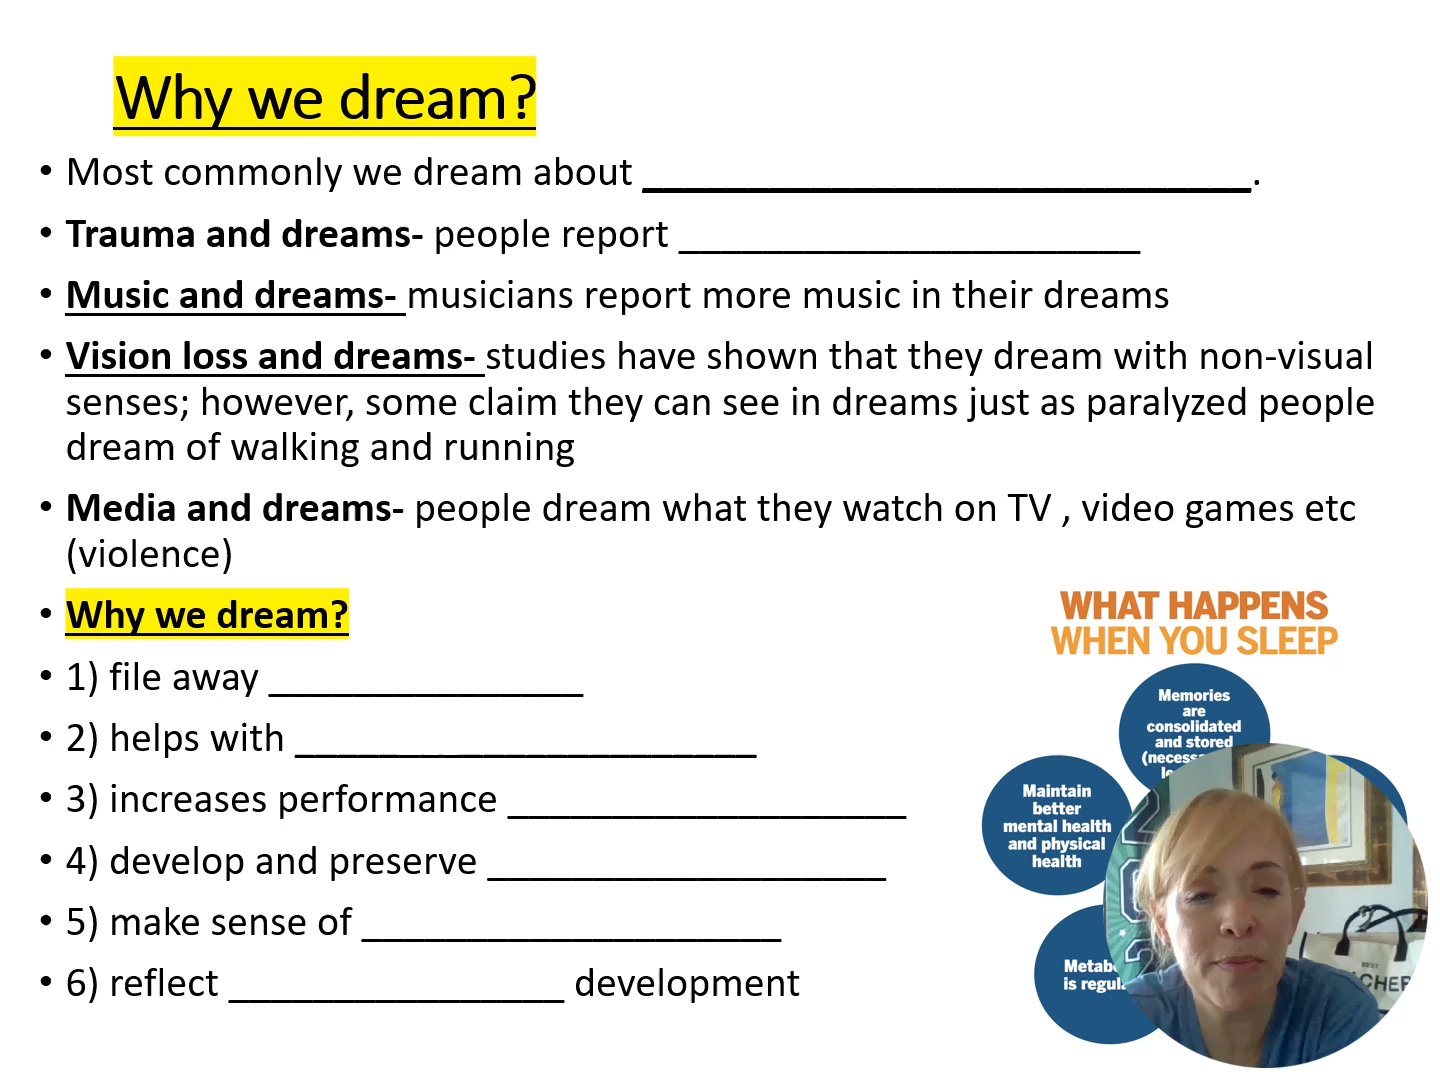 Why we dream?
• Most commonly we dream about _____________________________.
• Trauma and dreams- people report ______________________
• Music and dreams- musicians report more music in their dreams
• Vision loss and dreams- studies have shown that they dream with non-visual
senses; however, some claim they can see in dreams just as paralyzed people
dream of walking and running
• Media and dreams- people dream what they watch on TV , video games etc
(violence)
• Why we dream?
• 1) file away _______________
• 2) helps with ______________________
• 3) increases performance ___________________
• 4) develop and preserve ___________________
• 5) make sense of ____________________
• 6) reflect ________________ development
WHAT HAPPENS
WHEN YOU SLEEP
Memories
are
consolidated
and stored
Maintain
better
mental health
and physical
health
is
BEST